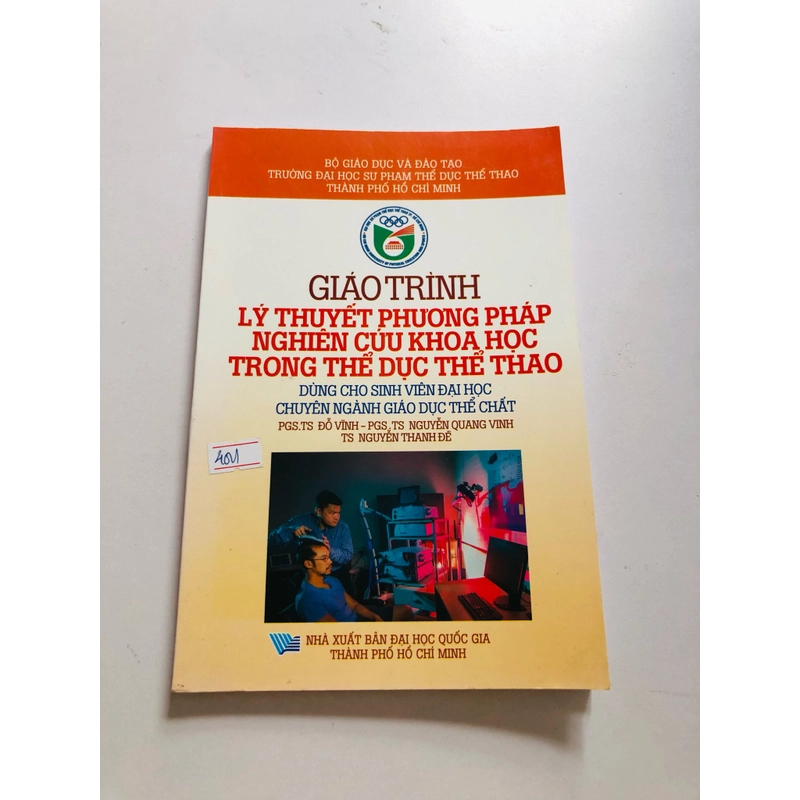 BỘ GIÁO DỤC VÀ ĐÀO TẠO
TRƯỜNG ĐẠI HỌC SƯ PHẠM THỂ DỤC THỂ THAO
THÀNH PHỐ HỒ CHÍ MINH
GIÁO TRÌNH
LÝ THUYẾT PHƯƠNG PHÁP
NGHIÊN CỨU KHOA HỌC
TRONG THỂ DỤC THỂ THAO
DÙNG CHO SINH VIÊN ĐẠI HỌC
CHUYÊN NGÀNH GIÁO DỤC THỂ CHẤT
PGS.TS ĐỖ VĨNH – PGS.TS NGUYỄN QUANG VINH
TS NGUYỄN THANH ĐỀ
NHÀ XUẤT BẢN ĐẠI HỌC QUỐC GIA
THÀNH PHỐ HỒ CHÍ MINH